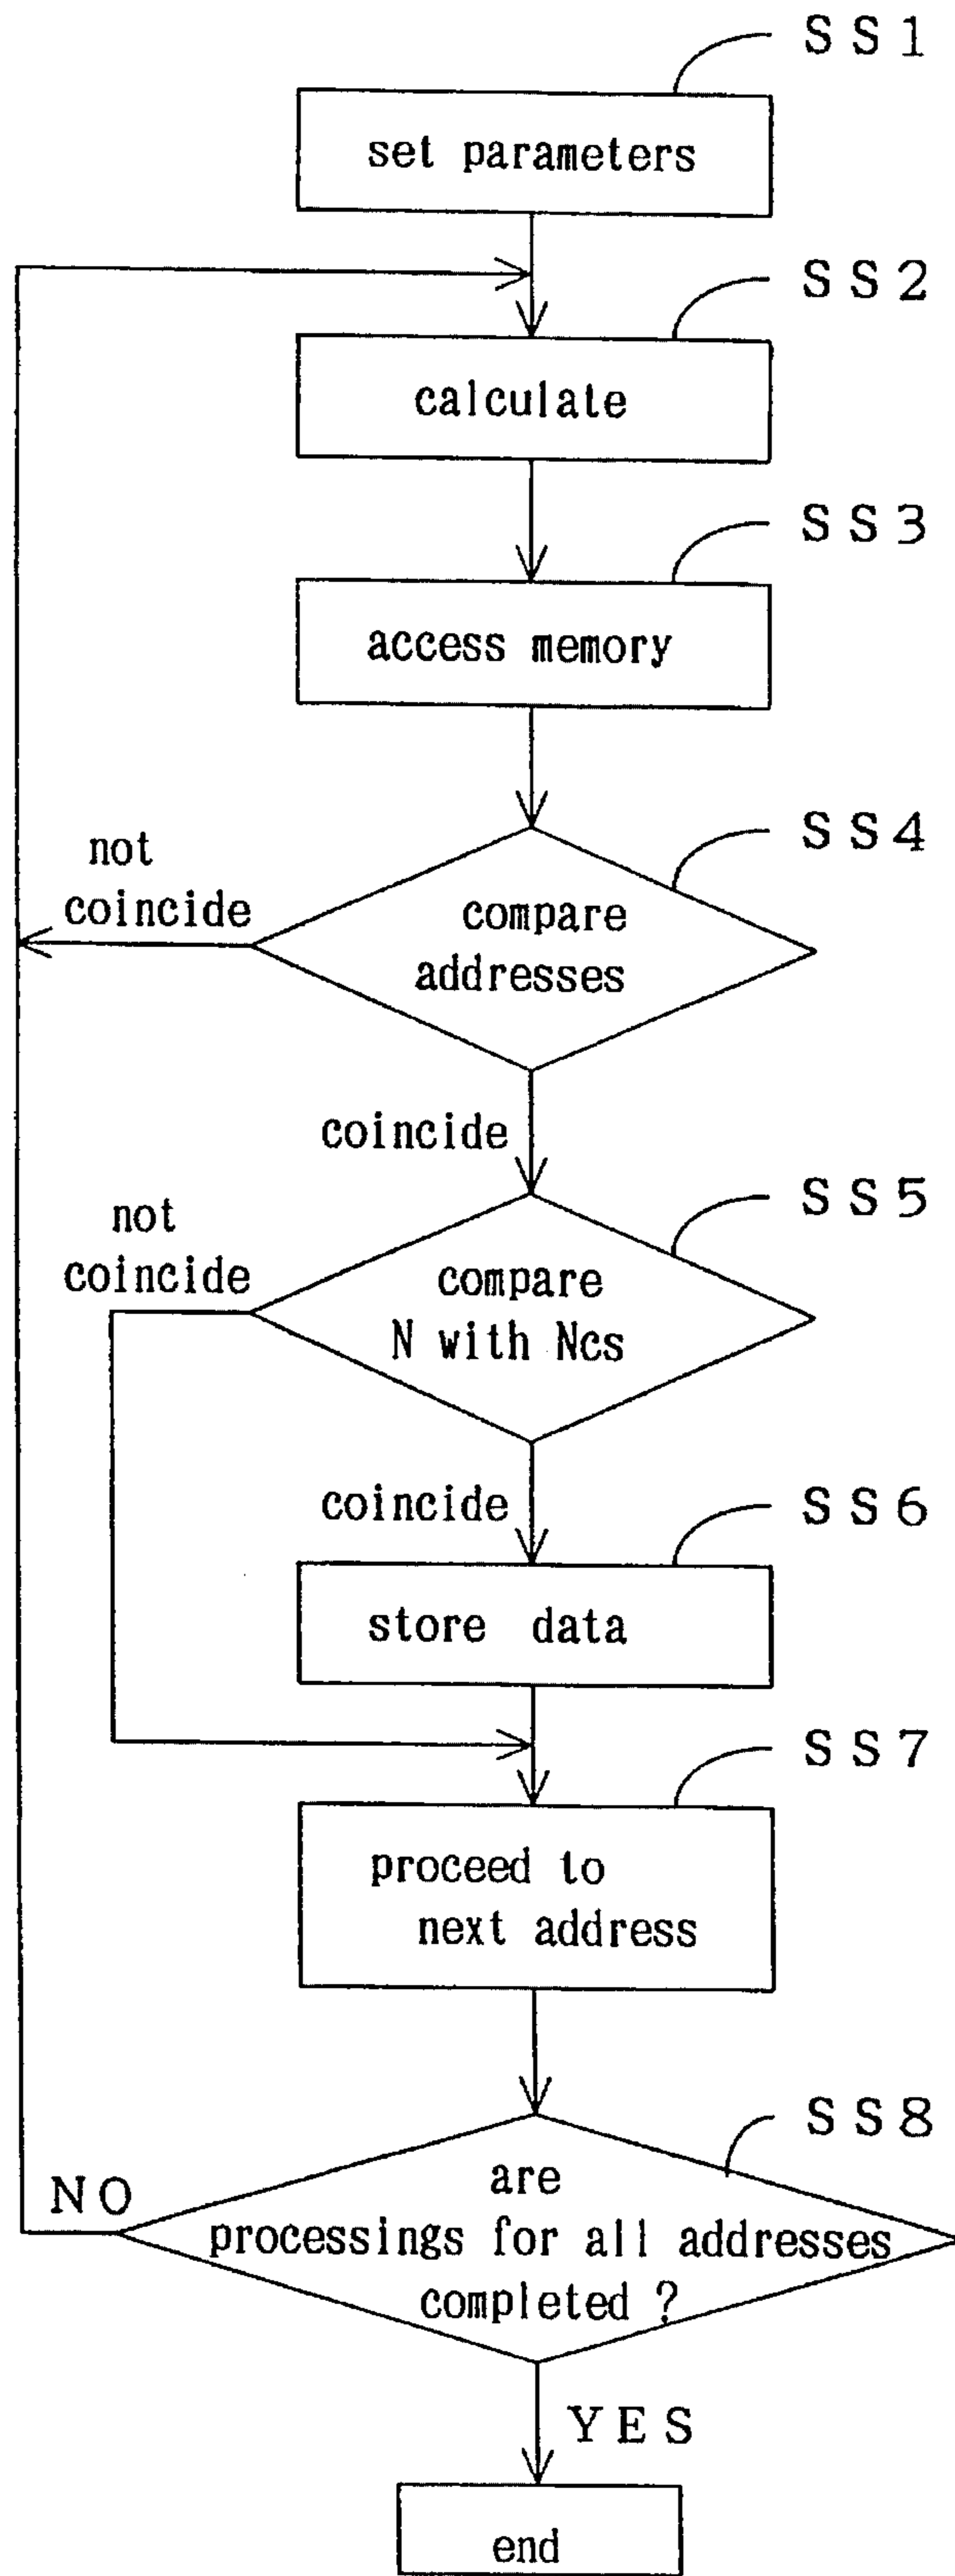 SS1
set parameters
SS2
calculate
SS3
access memory
SS4
not
coincide
compare
addresses
coincide
SS5
not
coincide
compare
N with Ncs
coincide
SS6
store data
SS7
proceed to
next address
SS8
are
NO
processings for all addresses
completed ?
YES
end